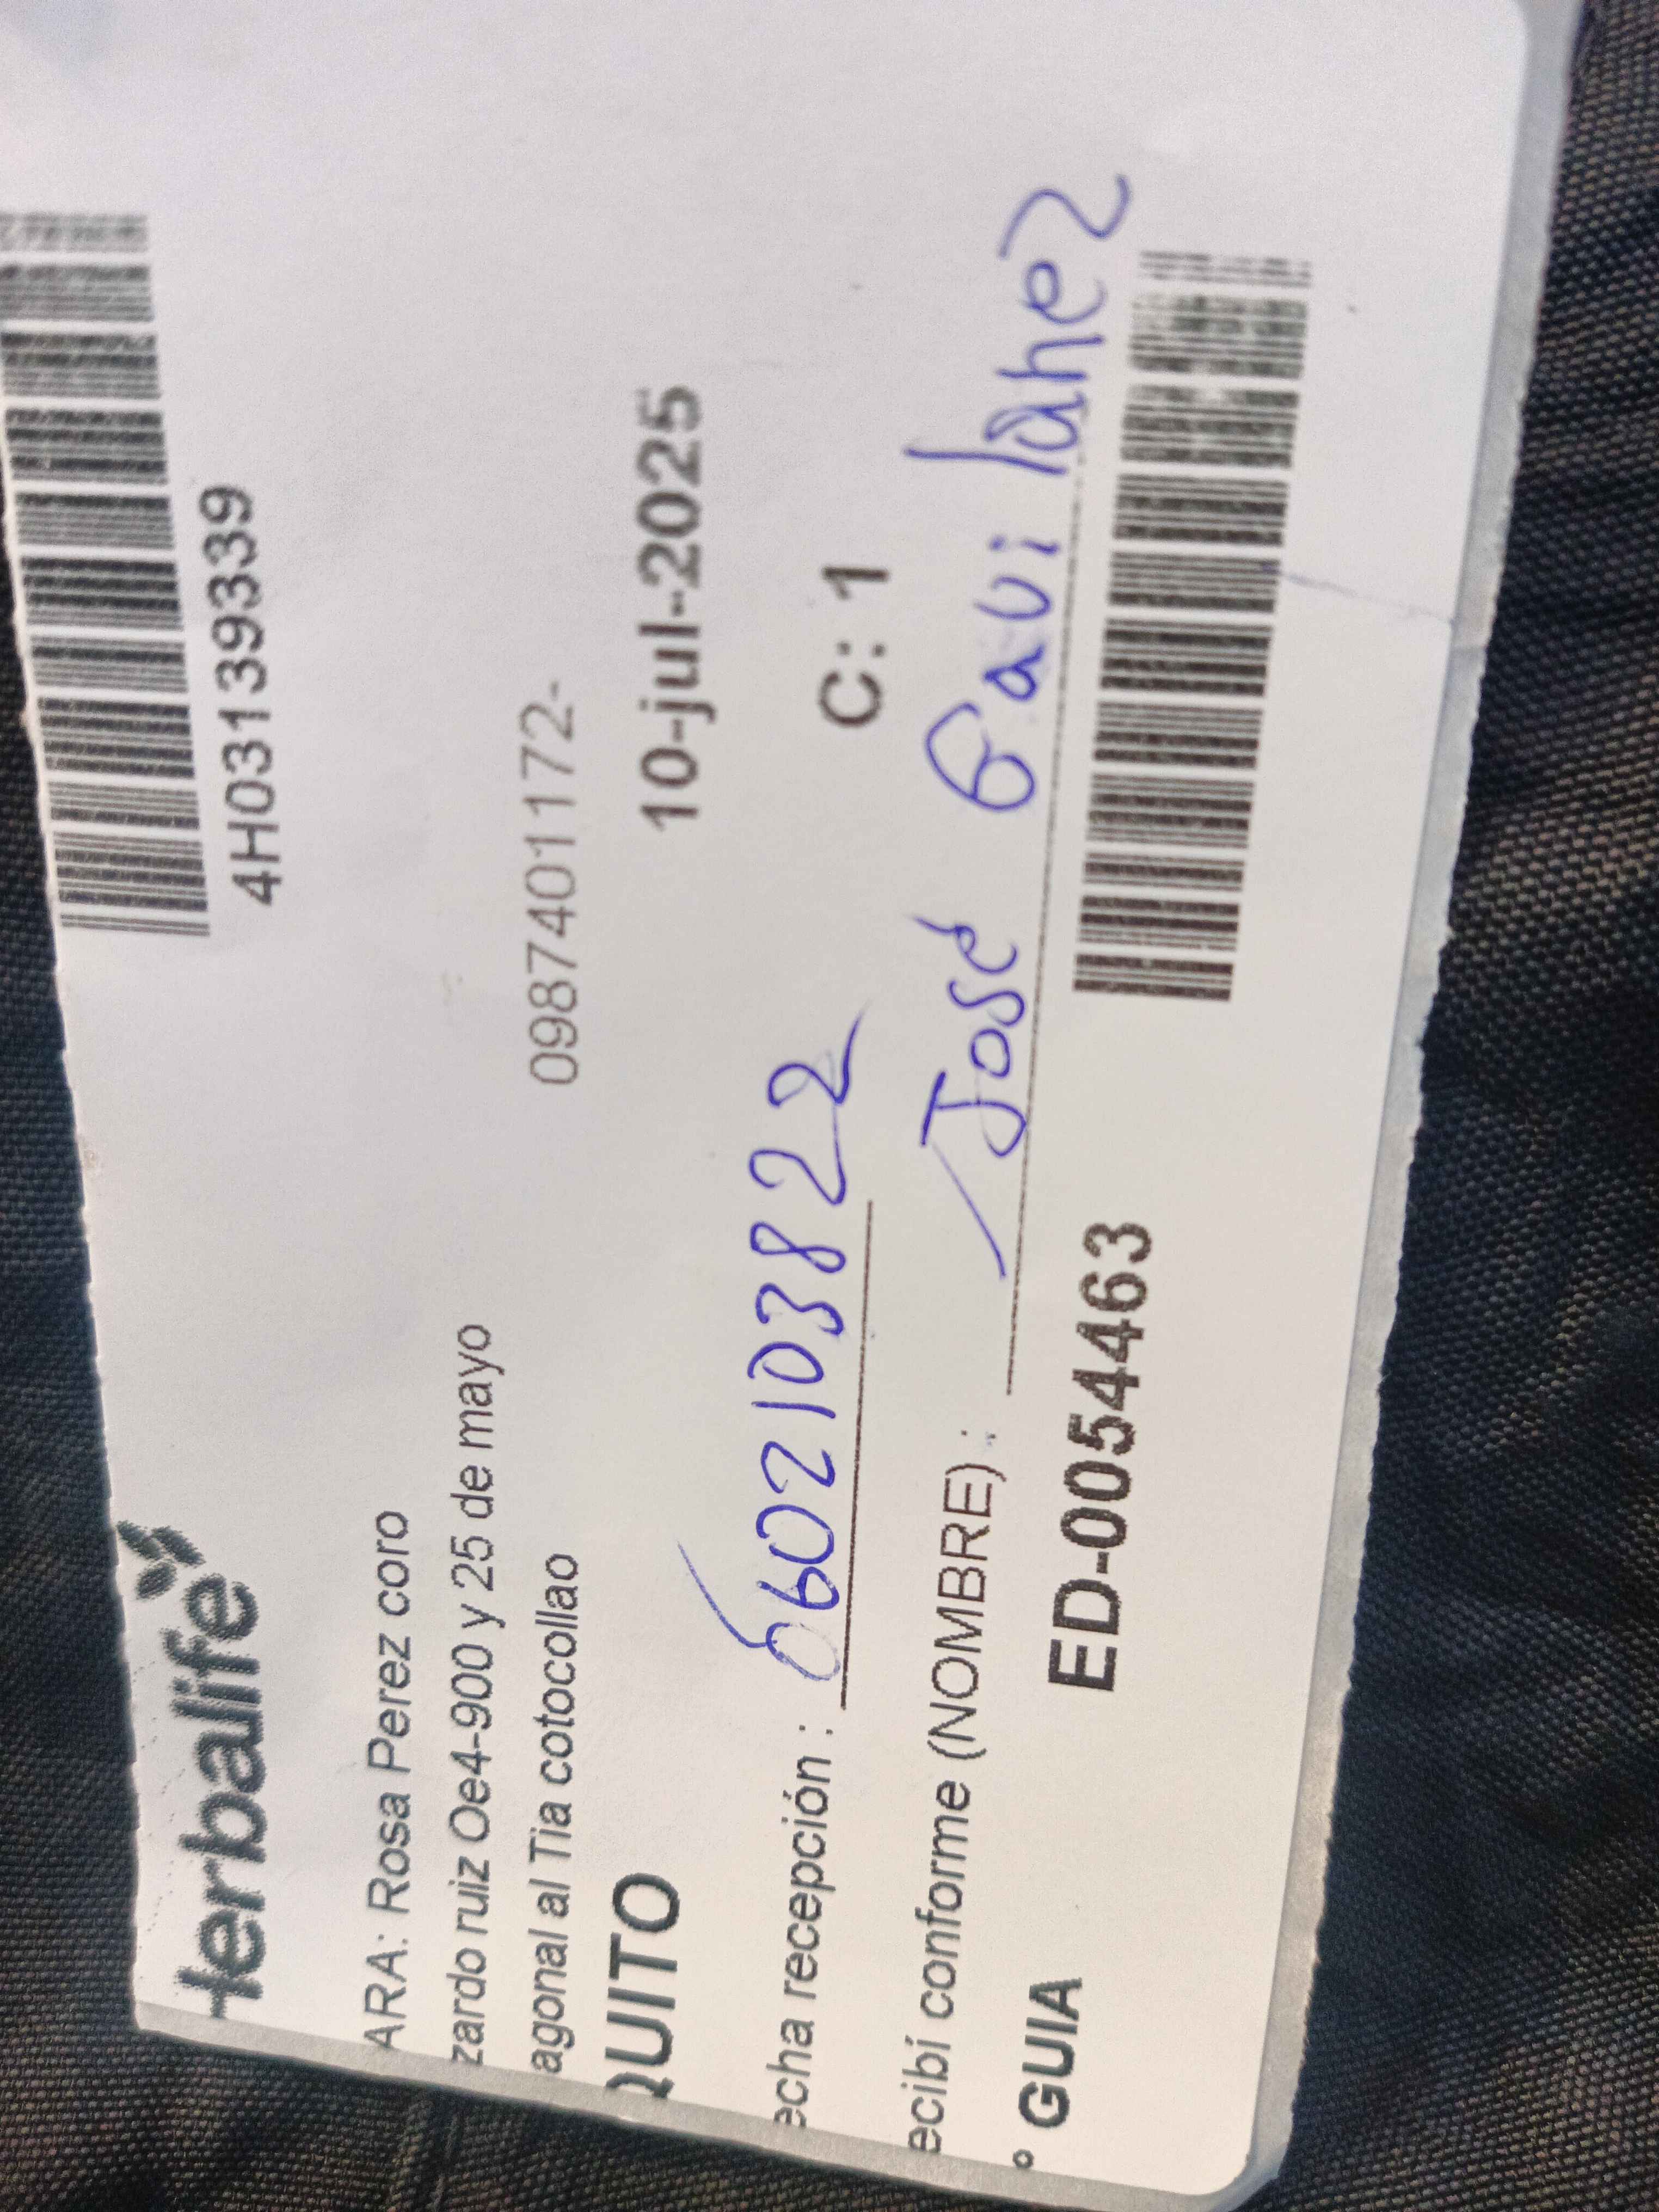 Herbalife
4H03139339
ARA: Rosa Perez coro
zardo ruiz Oe4-900 y 25 de mayo
agonal al Tia cotocollao
0987401172-
QUITO
10-jul-2025
echa recepción : 0602103822
C: 1
ecibí conforme (NOMBRE) : José Gavilanez
° GUIA
ED-0054463